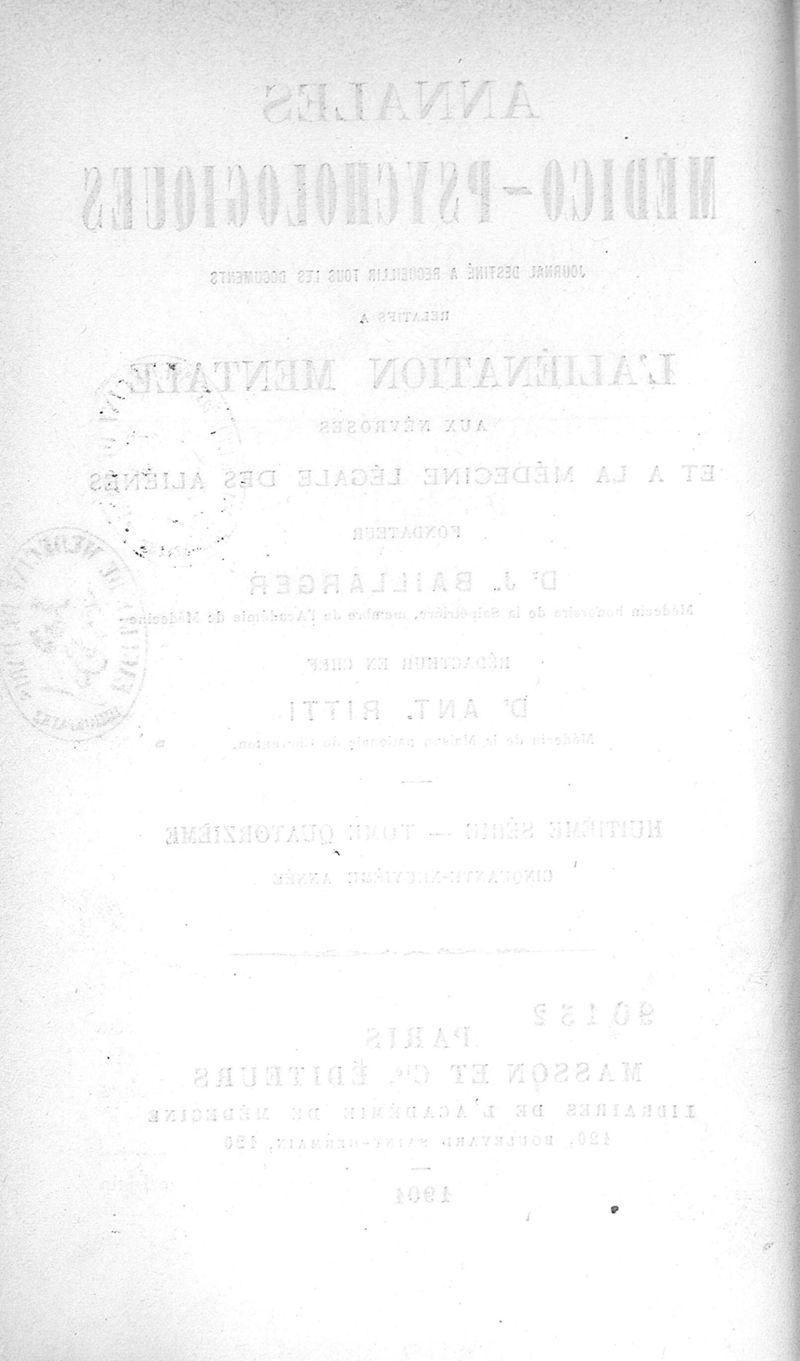 ANNALES
MÉDICO-PSYCHOLOGIQUES
JOURNAL DESTINÉ A RECUEILLIR TOUS LES DOCUMENTS
RELATIFS A
L'ALIÉNATION MENTALE
AUX NÉVROSES
ET A LA MÉDECINE LÉGALE DES ALIÉNÉS
FONDATEUR
Dr J. BAILLARGER
Médecin honoraire de la Salpêtrière, membre de l'Académie de Médecine.
RÉDACTEUR EN CHEF
Dr ANT. RITTI
Médecin de la Maison nationale de Charenton.
HUITIÈME SÉRIE — TOME QUATORZIÈME
CINQUANTE-NEUVIÈME ANNÉE
90152
PARIS
MASSON ET Cie, ÉDITEURS
LIBRAIRES DE L'ACADÉMIE DE MÉDECINE
120, BOULEVARD SAINT-GERMAIN, 120
1901